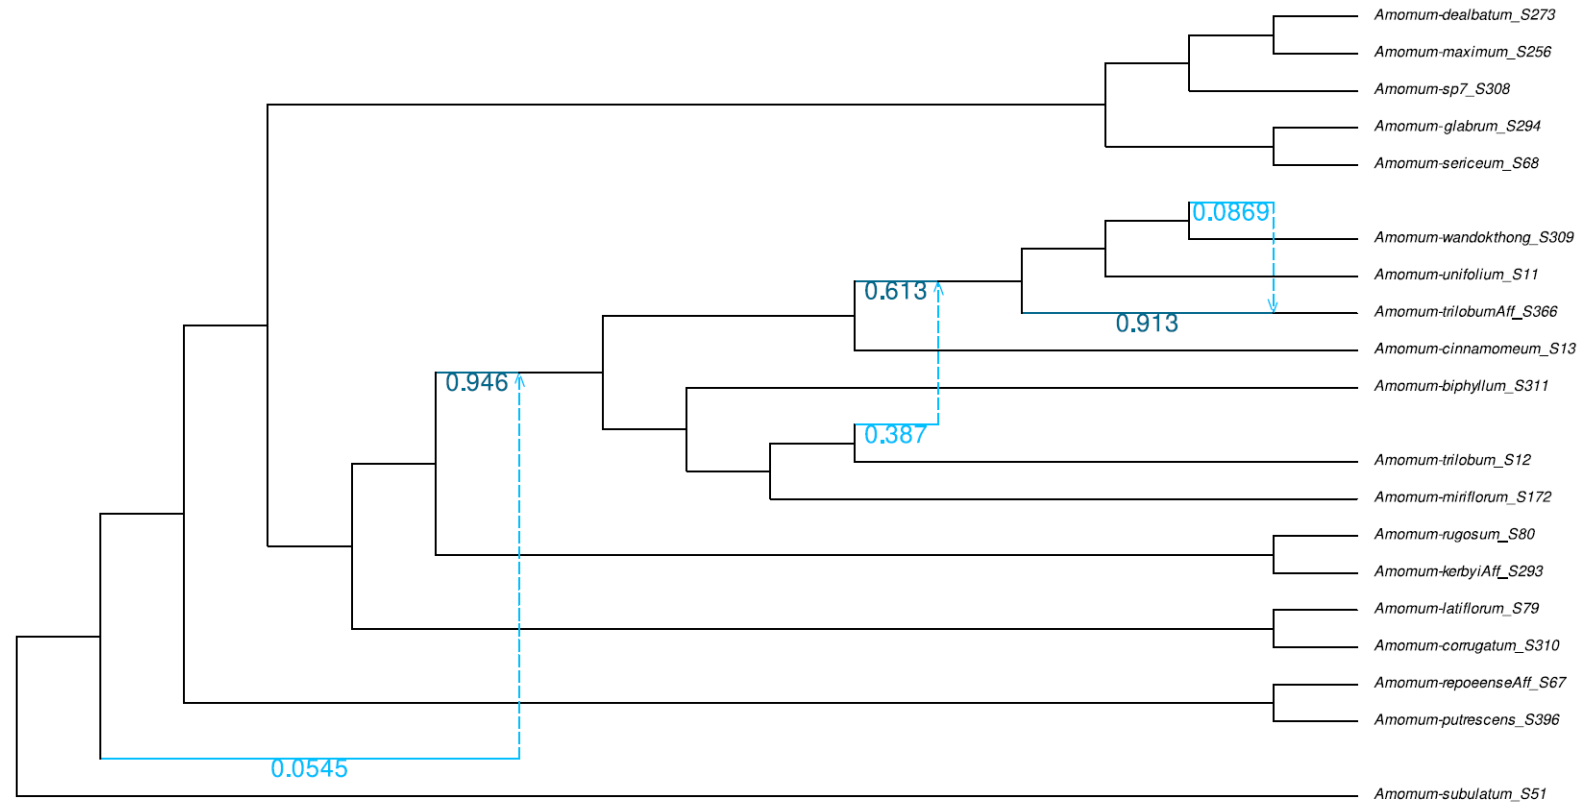 Amomum-dealbatum_S273
Amomum-maximum_S256
Amomum-sp7_S308
Amomum-glabrum_S294
Amomum-sericeum_S68
0.0869
Amomum-wandokthong_S309
Amomum-unifolium_S11
0.613
Amomum-trilobumAff_S366
0.913
Amomum-cinnamomeum_S13
0.946
Amomum-biphyllum_S311
0.387
Amomum-trilobum_S12
Amomum-miriflorum_S172
Amomum-rugosum_S80
Amomum-kerbyiAff_S293
Amomum-latiflorum_S79
Amomum-corrugatum_S310
Amomum-repoeenseAff_S67
Amomum-putrescens_S396
0.0545
Amomum-subulatum_S51